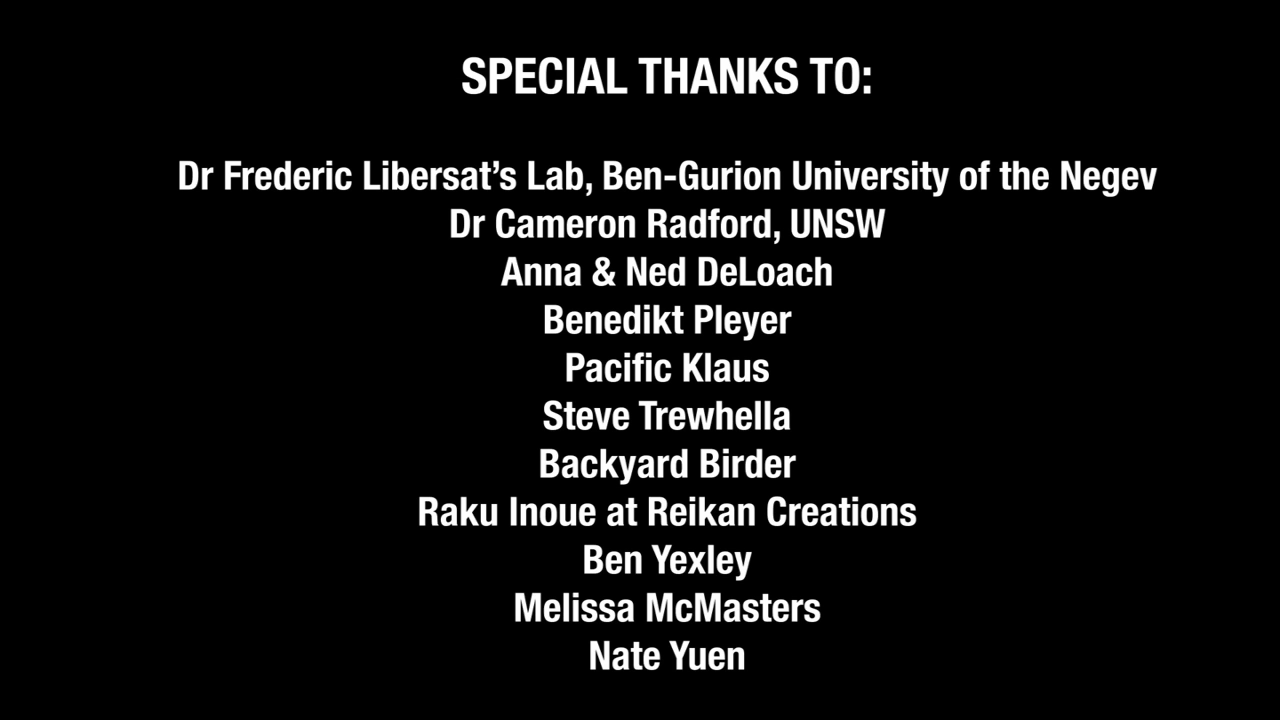 SPECIAL THANKS TO:
Dr Frederic Libersat’s Lab, Ben-Gurion University of the Negev
Dr Cameron Radford, UNSW
Anna & Ned DeLoach
Benedikt Pleyer
Pacific Klaus
Steve Trewhella
Backyard Birder
Raku Inoue at Reikan Creations
Ben Yexley
Melissa McMasters
Nate Yuen